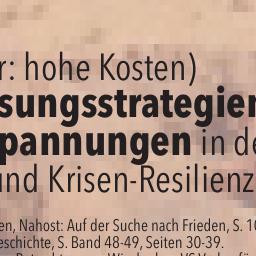 r: hohe Kosten)
sungsstrategien
pannungen in de
und Krisen-Resilienz
en, Nahost: Auf der Suche nach Frieden, S. 10
eschichte, S. Band 48-49, Seiten 30-39.